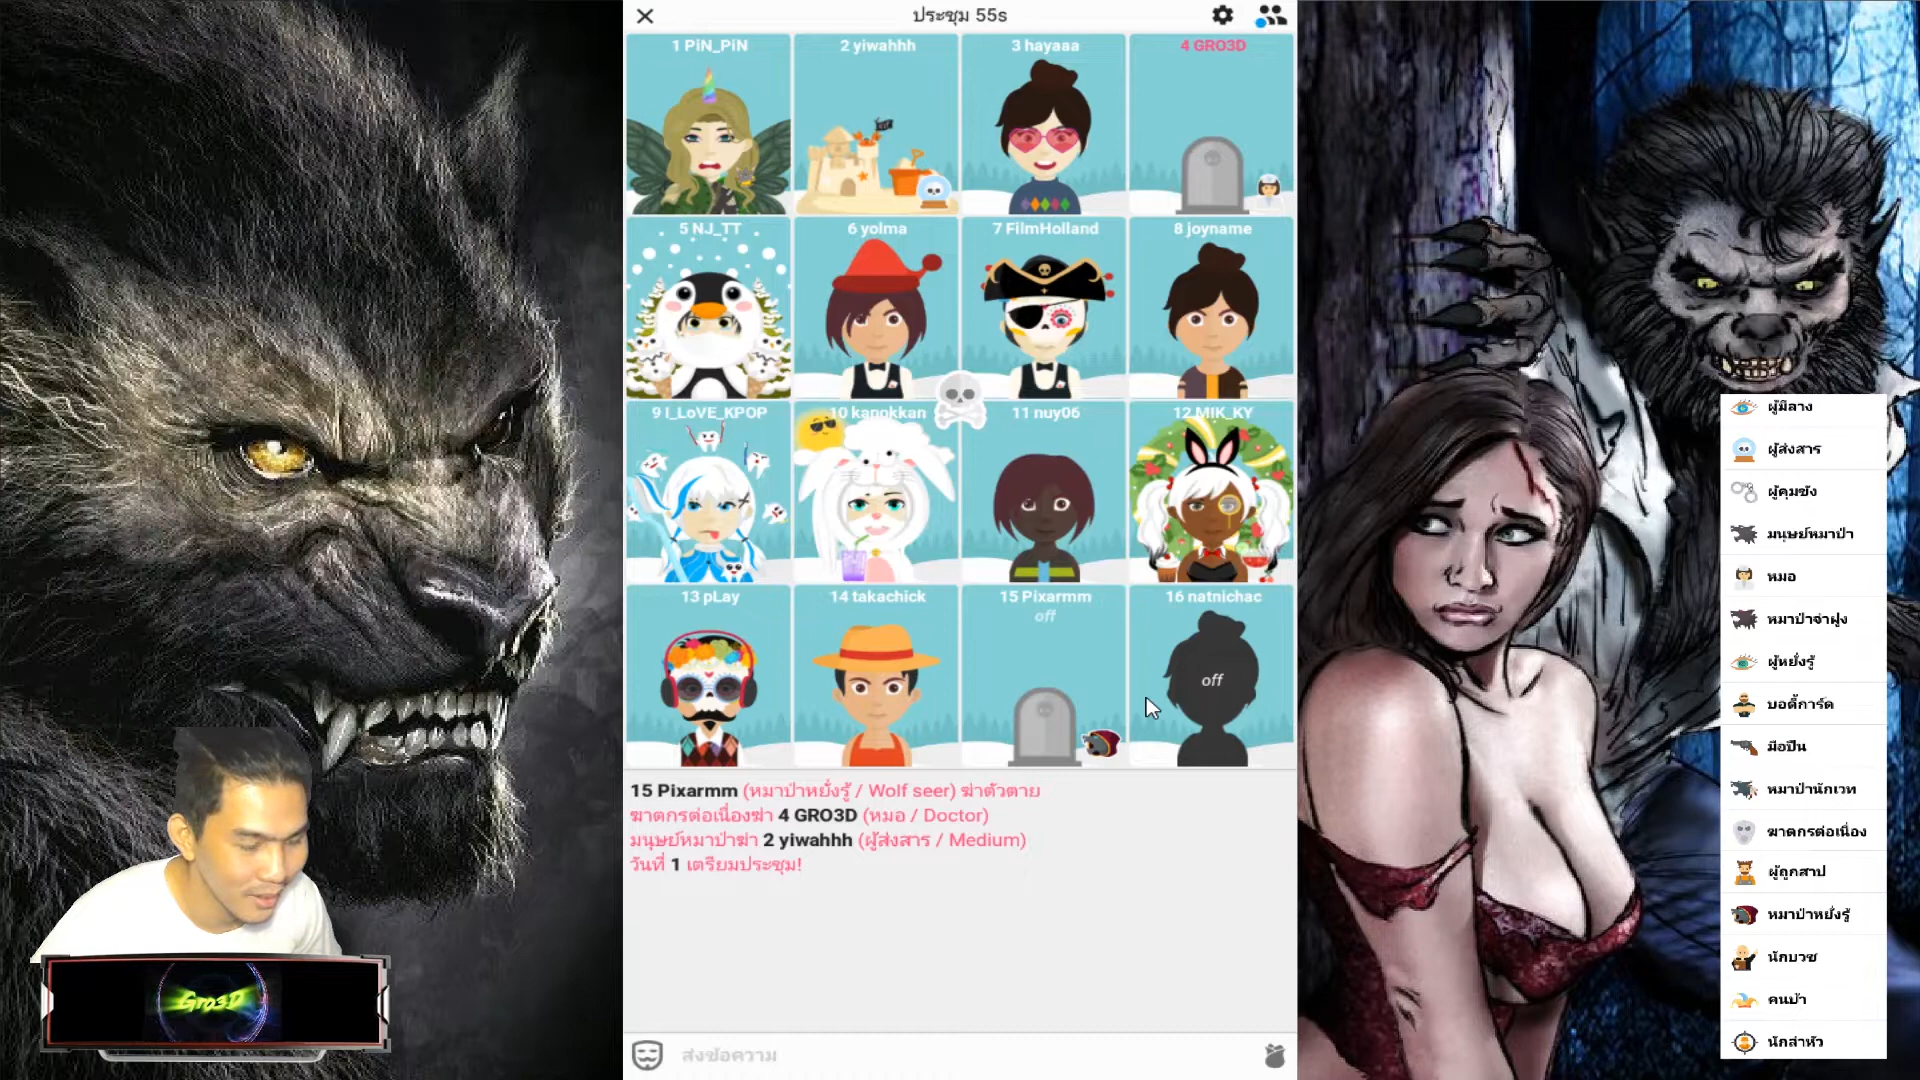 ประชุม 55s
1 PiN_PiN
2 yiwahhh
3 hayaaa
4 GRO3D
5 NJ_TT
6 yolma
7 FilmHolland
8 joyname
9 I_LoVE_KPOP
10 kanokkan
11 nuy06
12 MIK_KY
13 pLay
14 takachick
15 Pixarmm
off
16 natnichac
off
15 Pixarmm (หมาป่าหยั่งรู้ / Wolf seer) ฆ่าตัวตาย
ฆาตกรต่อเนื่องฆ่า 4 GRO3D (หมอ / Doctor)
มนุษย์หมาป่าฆ่า 2 yiwahhh (ผู้ส่งสาร / Medium)
วันที่ 1 เตรียมประชุม!
ส่งข้อความ
Gro3D
ผู้มีลาง
ผู้ส่งสาร
ผู้คุมขัง
มนุษย์หมาป่า
หมอ
หมาป่าจ่าฝูง
ผู้หยั่งรู้
บอดี้การ์ด
มือปืน
หมาป่านักเวท
ฆาตกรต่อเนื่อง
ผู้ถูกสาป
หมาป่าหยั่งรู้
นักบวช
คนบ้า
นักล่าหัว